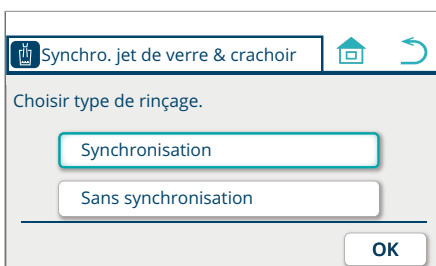 Synchro. jet de verre & crachoir
Choisir type de rinçage.
Synchronisation
Sans synchronisation
OK